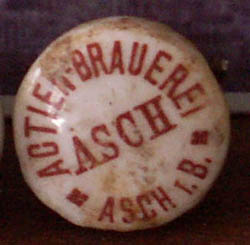 ACTIEN-BRAUEREI
ASCH
ASCH i.B.